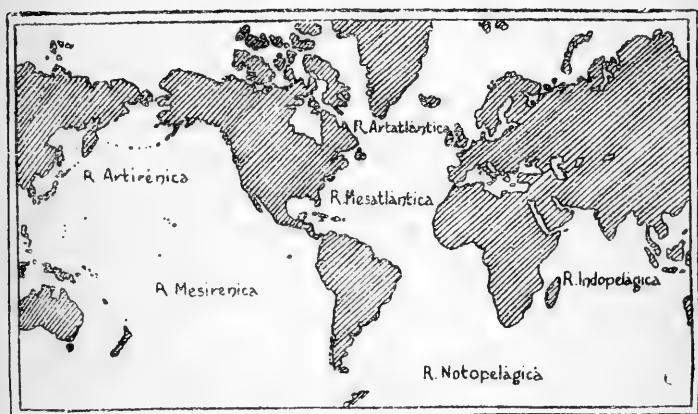 R. Artatlántica
R. Artirénica
R. Mesatlántica
R. Mesirenica
R. Indopelágica
R. Notopelágica